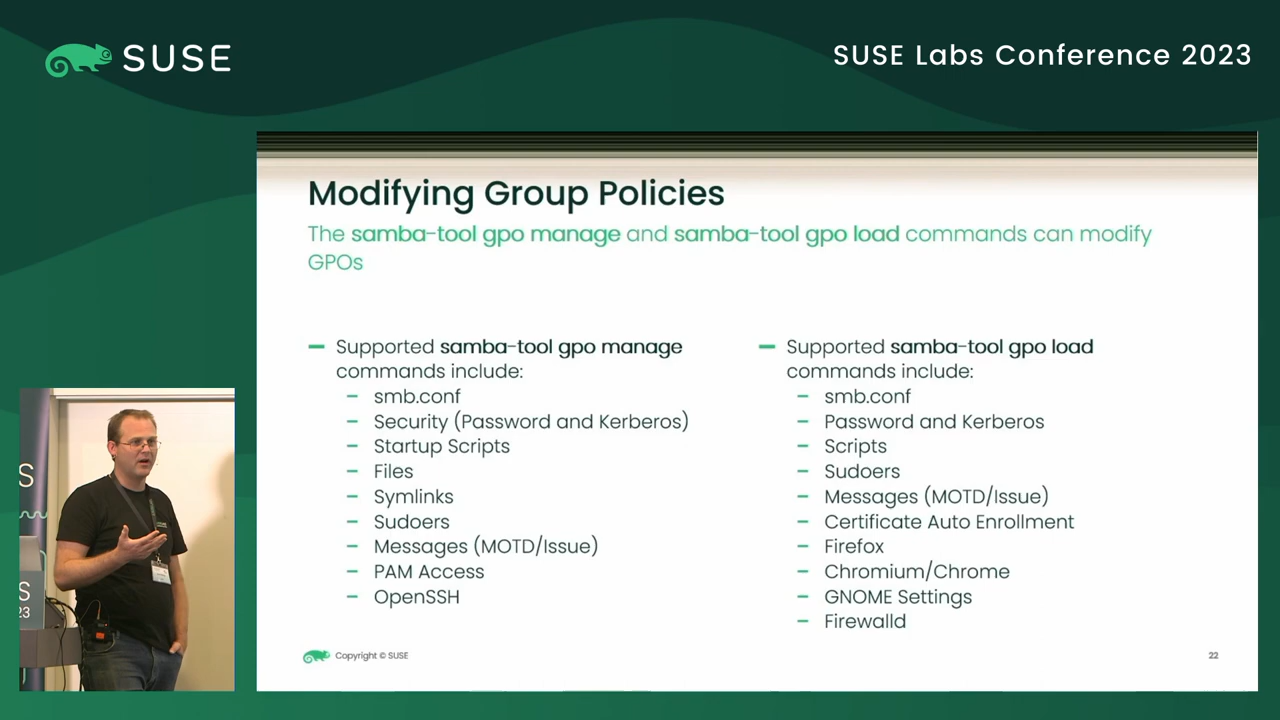 SUSE
SUSE Labs Conference 2023
Modifying Group Policies
The samba-tool gpo manage and samba-tool gpo load commands can modify
GPOs
Supported samba-tool gpo manage
commands include:
smb.conf
Security (Password and Kerberos)
Startup Scripts
Files
Symlinks
Sudoers
Messages (MOTD/Issue)
PAM Access
OpenSSH
Supported samba-tool gpo load
commands include:
smb.conf
Password and Kerberos
Scripts
Sudoers
Messages (MOTD/Issue)
Certificate Auto Enrollment
Firefox
Chromium/Chrome
GNOME Settings
Firewalld
Copyright © SUSE
22
S
S
23